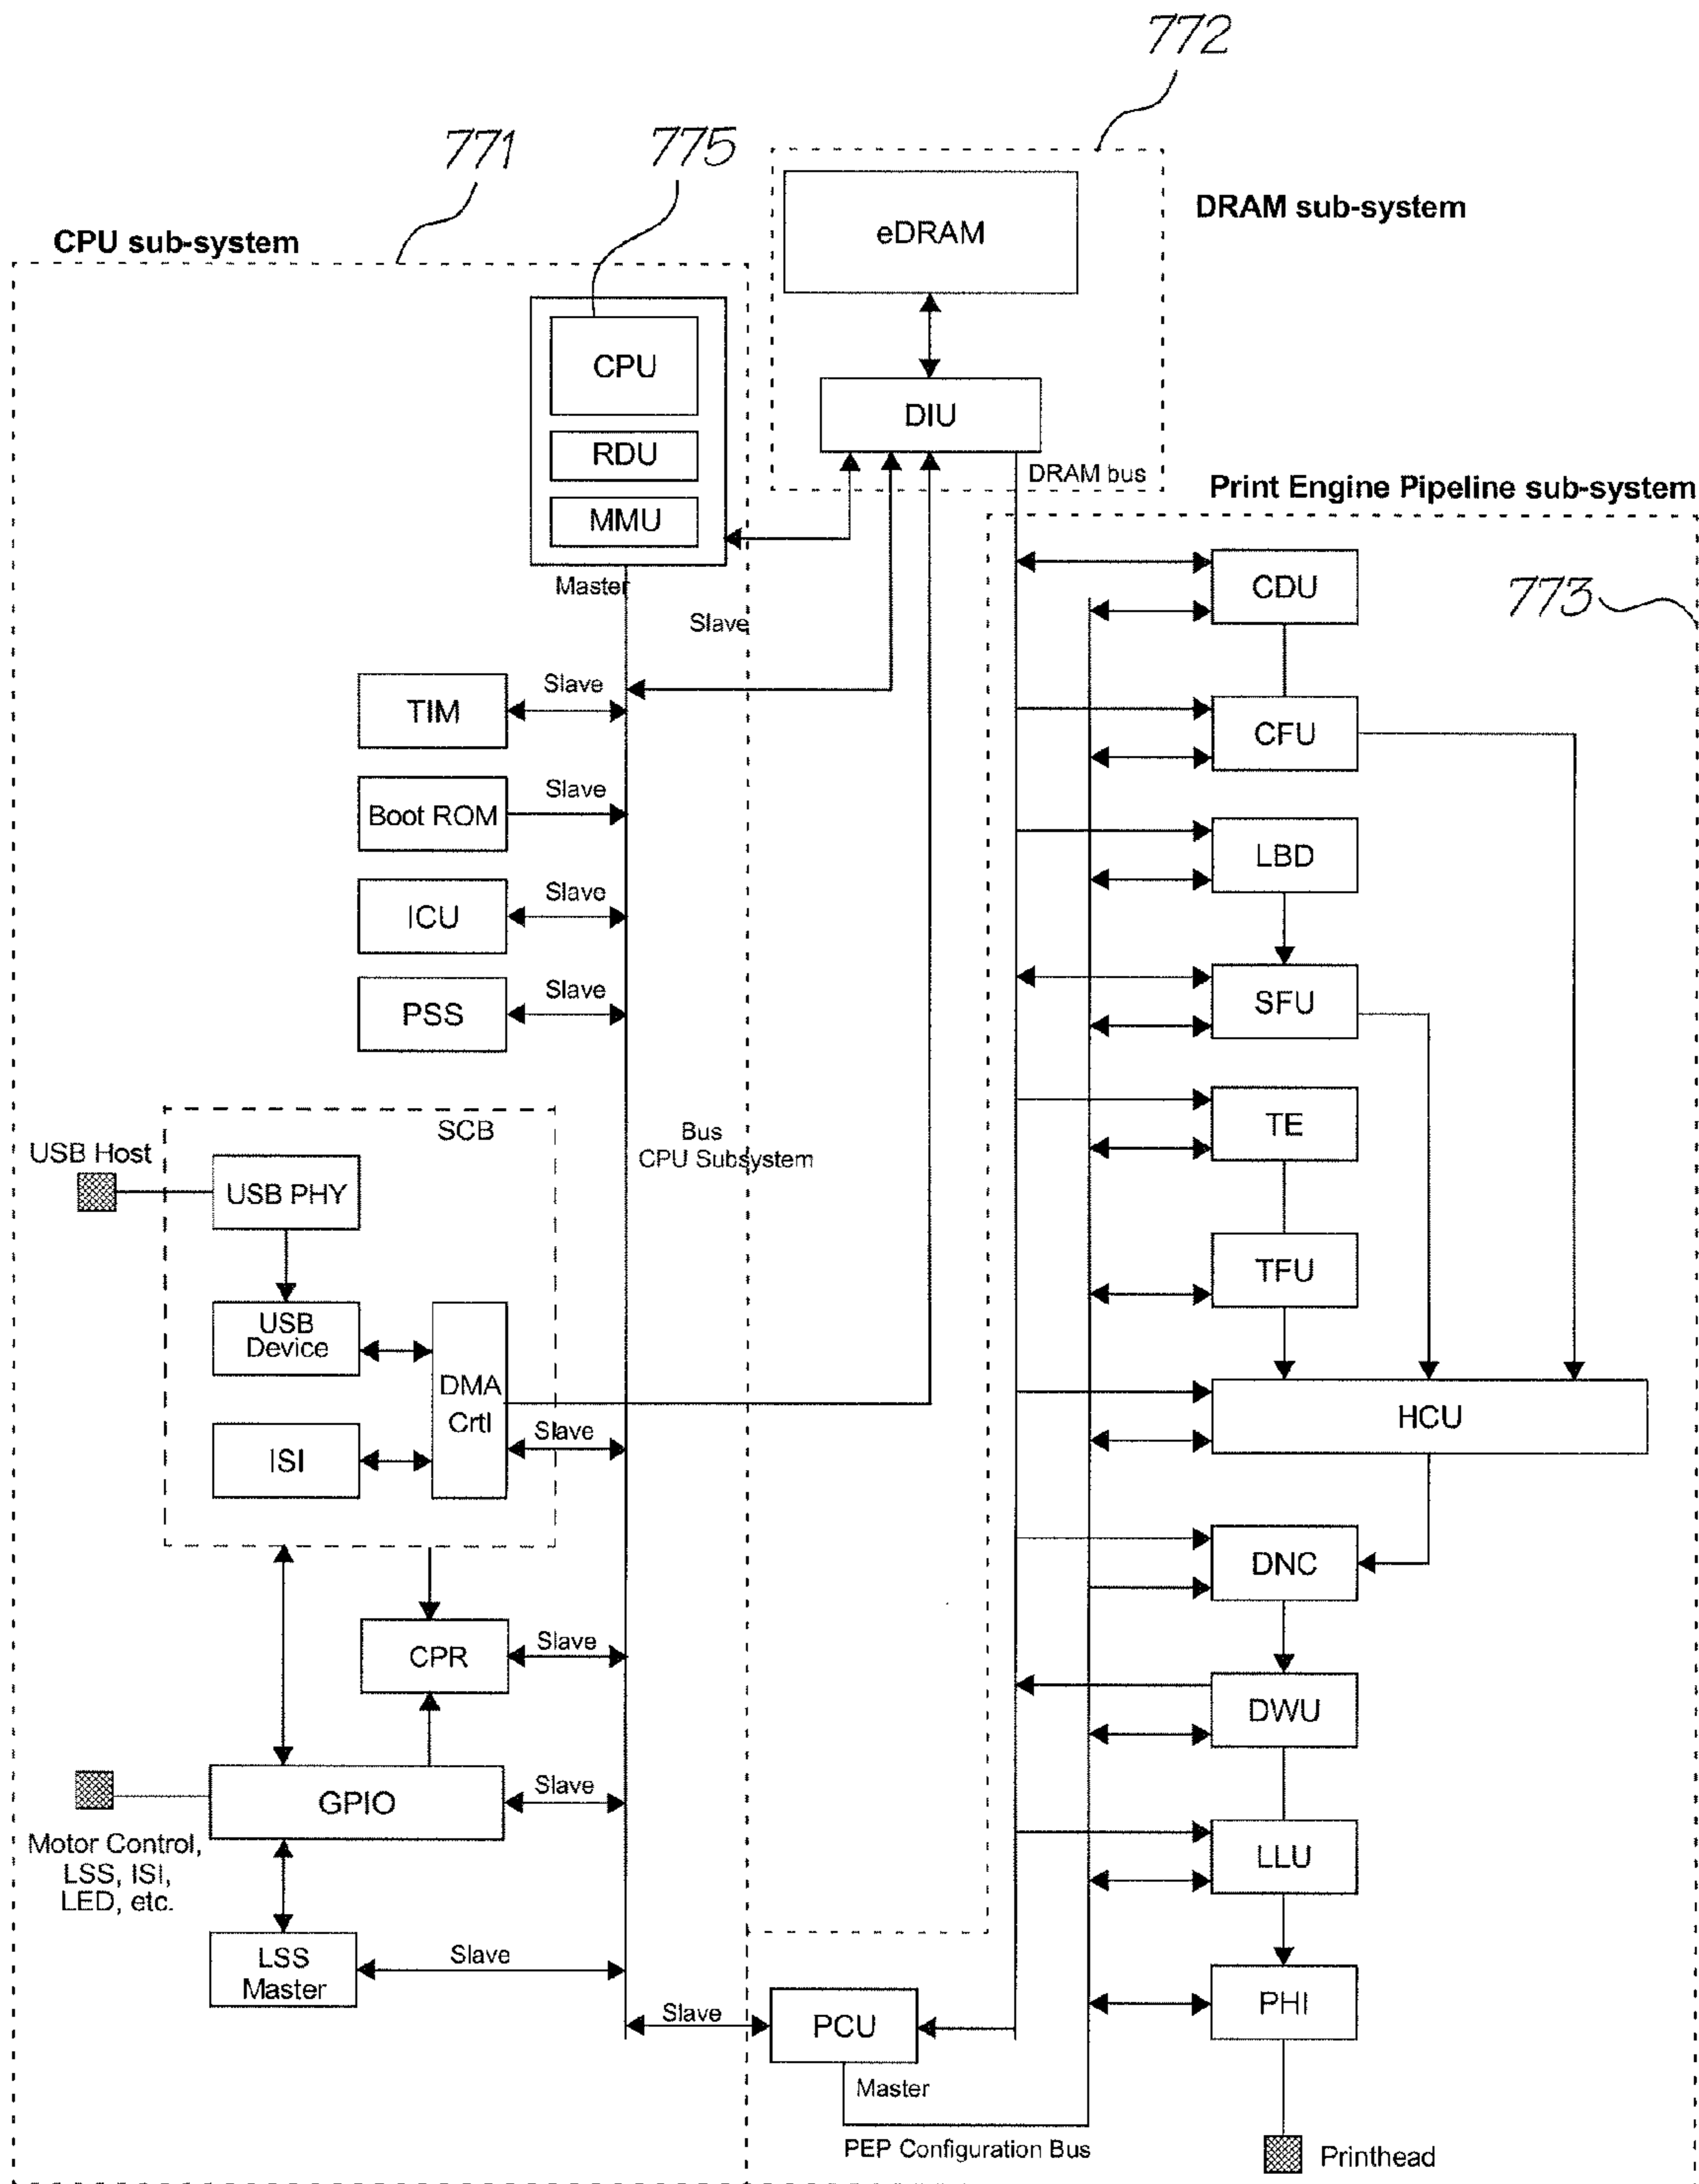 772
771
775
DRAM sub-system
CPU sub-system
eDRAM
CPU
DIU
RDU
DRAM bus
Print Engine Pipeline sub-system
MMU
Master
CDU
773
Slave
Slave
TIM
CFU
Slave
Boot ROM
LBD
Slave
ICU
Slave
PSS
SFU
SCB
TE
Bus
CPU Subsystem
USB Host
USB PHY
TFU
USB
Device
DMA
Crtl
HCU
Slave
ISI
DNC
CPR
Slave
DWU
GPIO
Slave
Motor Control,
LSS, ISI,
LED, etc.
LLU
LSS
Master
Slave
PHI
Slave
PCU
Master
PEP Configuration Bus
Printhead